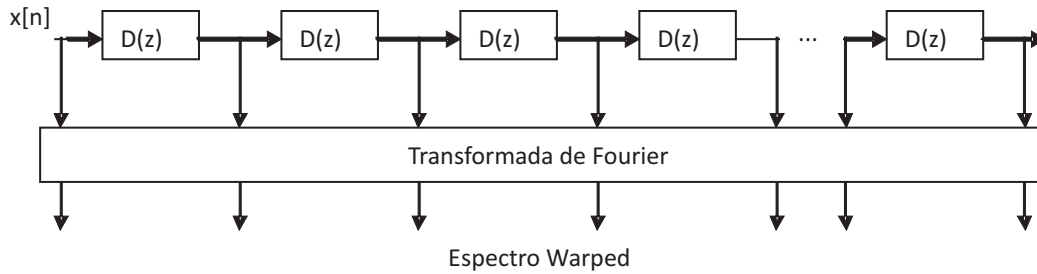 x[n]
D(z) D(z) D(z) D(z) ... D(z)
Transformada de Fourier
Espectro Warped